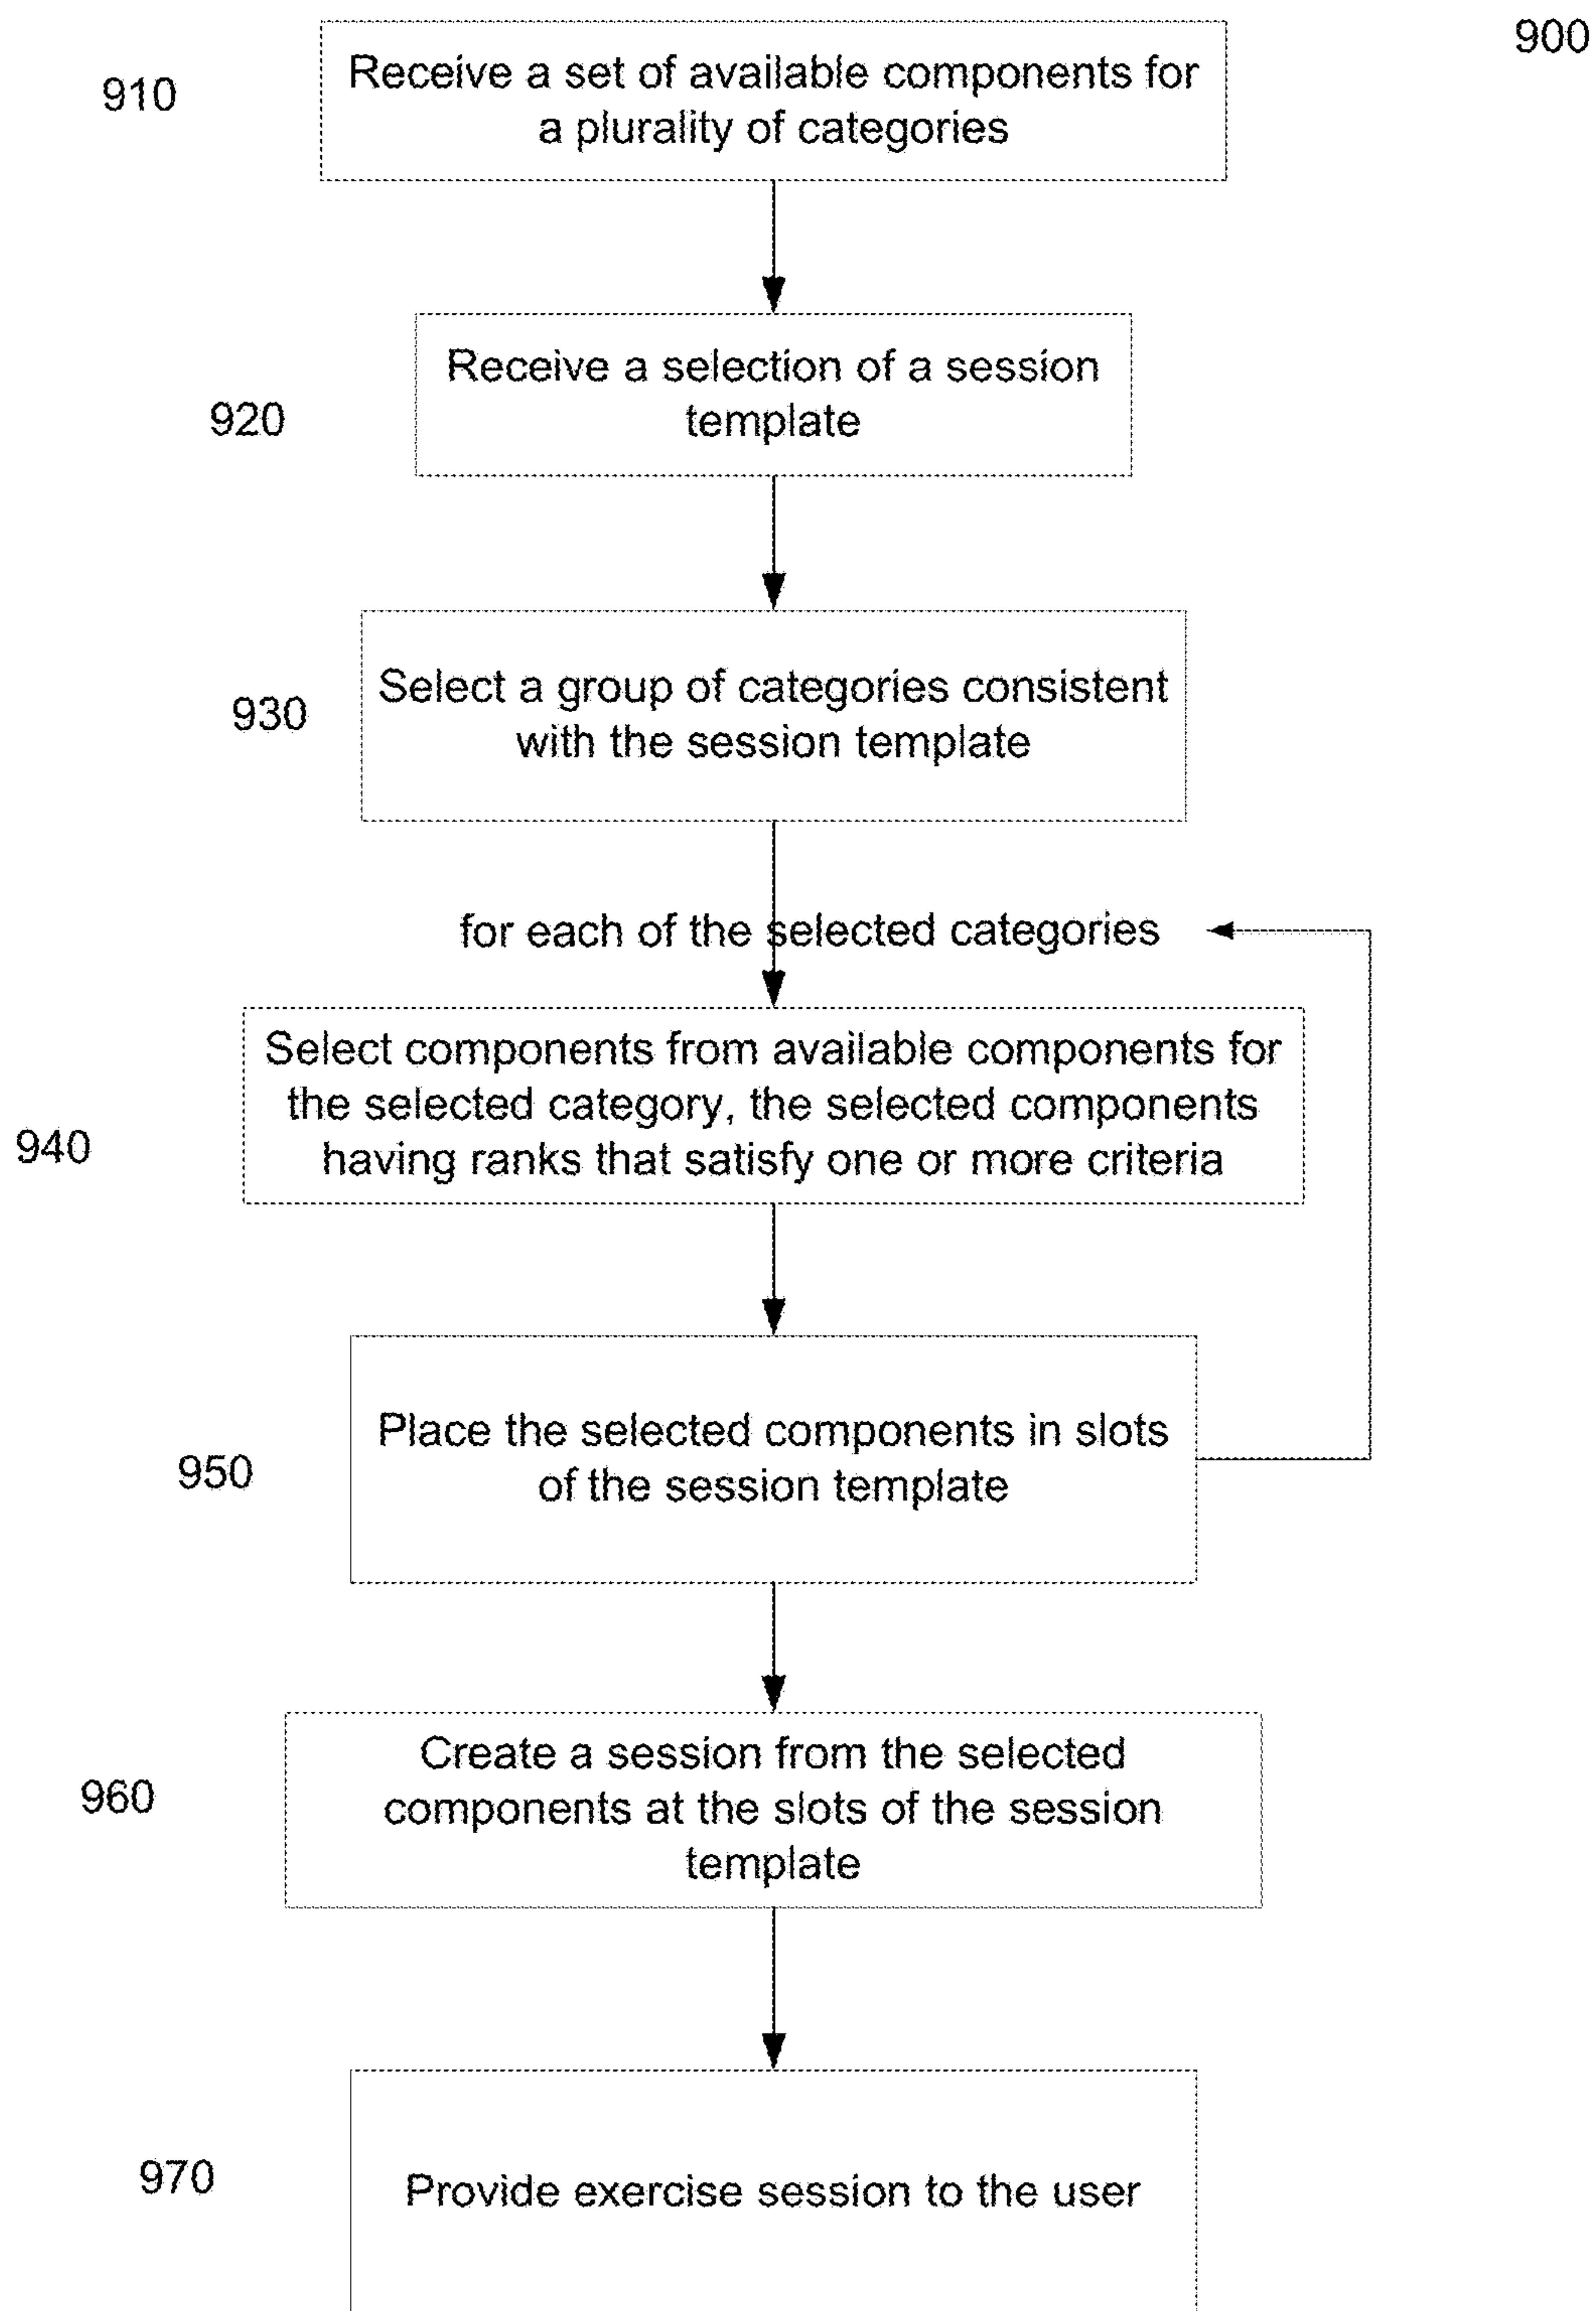 900
910
Receive a set of available components for
a plurality of categories
920
Receive a selection of a session
template
930
Select a group of categories consistent
with the session template
for each of the selected categories
940
Select components from available components for
the selected category, the selected components
having ranks that satisfy one or more criteria
950
Place the selected components in slots
of the session template
960
Create a session from the selected
components at the slots of the session
template
970
Provide exercise session to the user